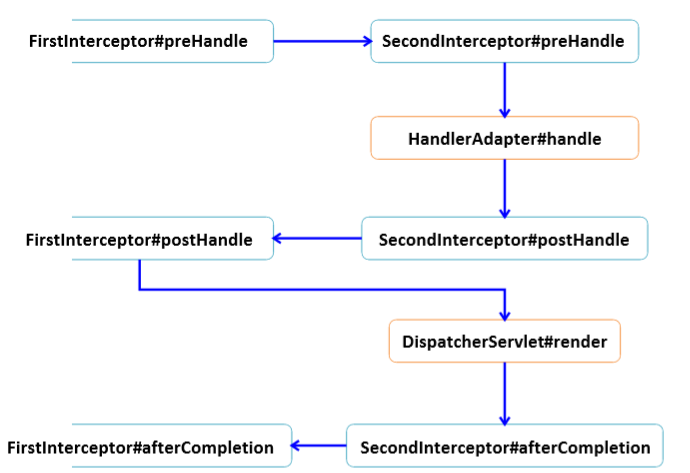 FirstInterceptor#preHandle
SecondInterceptor#preHandle
HandlerAdapter#handle
FirstInterceptor#postHandle
SecondInterceptor#postHandle
DispatcherServlet#render
FirstInterceptor#afterCompletion
SecondInterceptor#afterCompletion